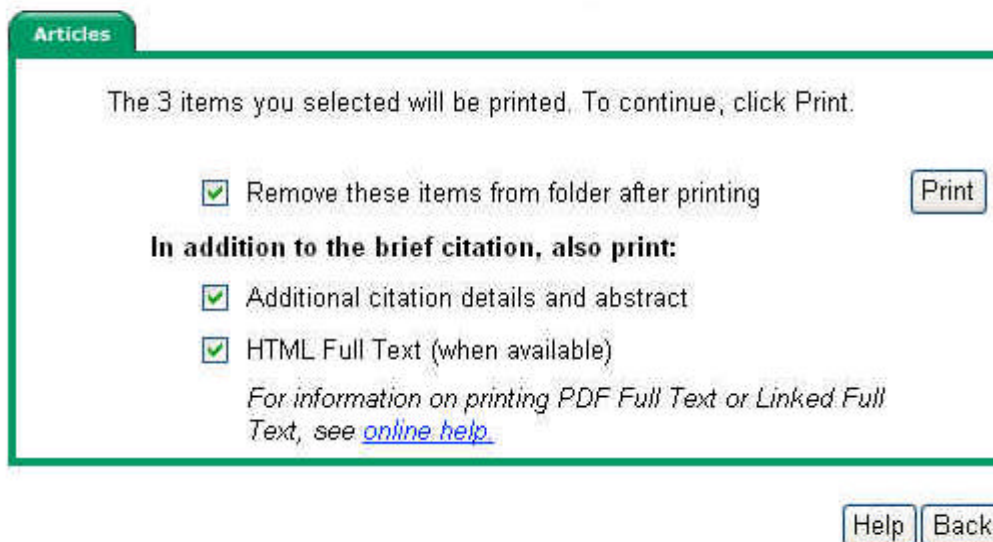 Articles
The 3 items you selected will be printed. To continue, click Print.
Remove these items from folder after printing
Print
In addition to the brief citation, also print:
Additional citation details and abstract
HTML Full Text (when available)
For information on printing PDF Full Text or Linked Full
Text, see online help.
Help Back